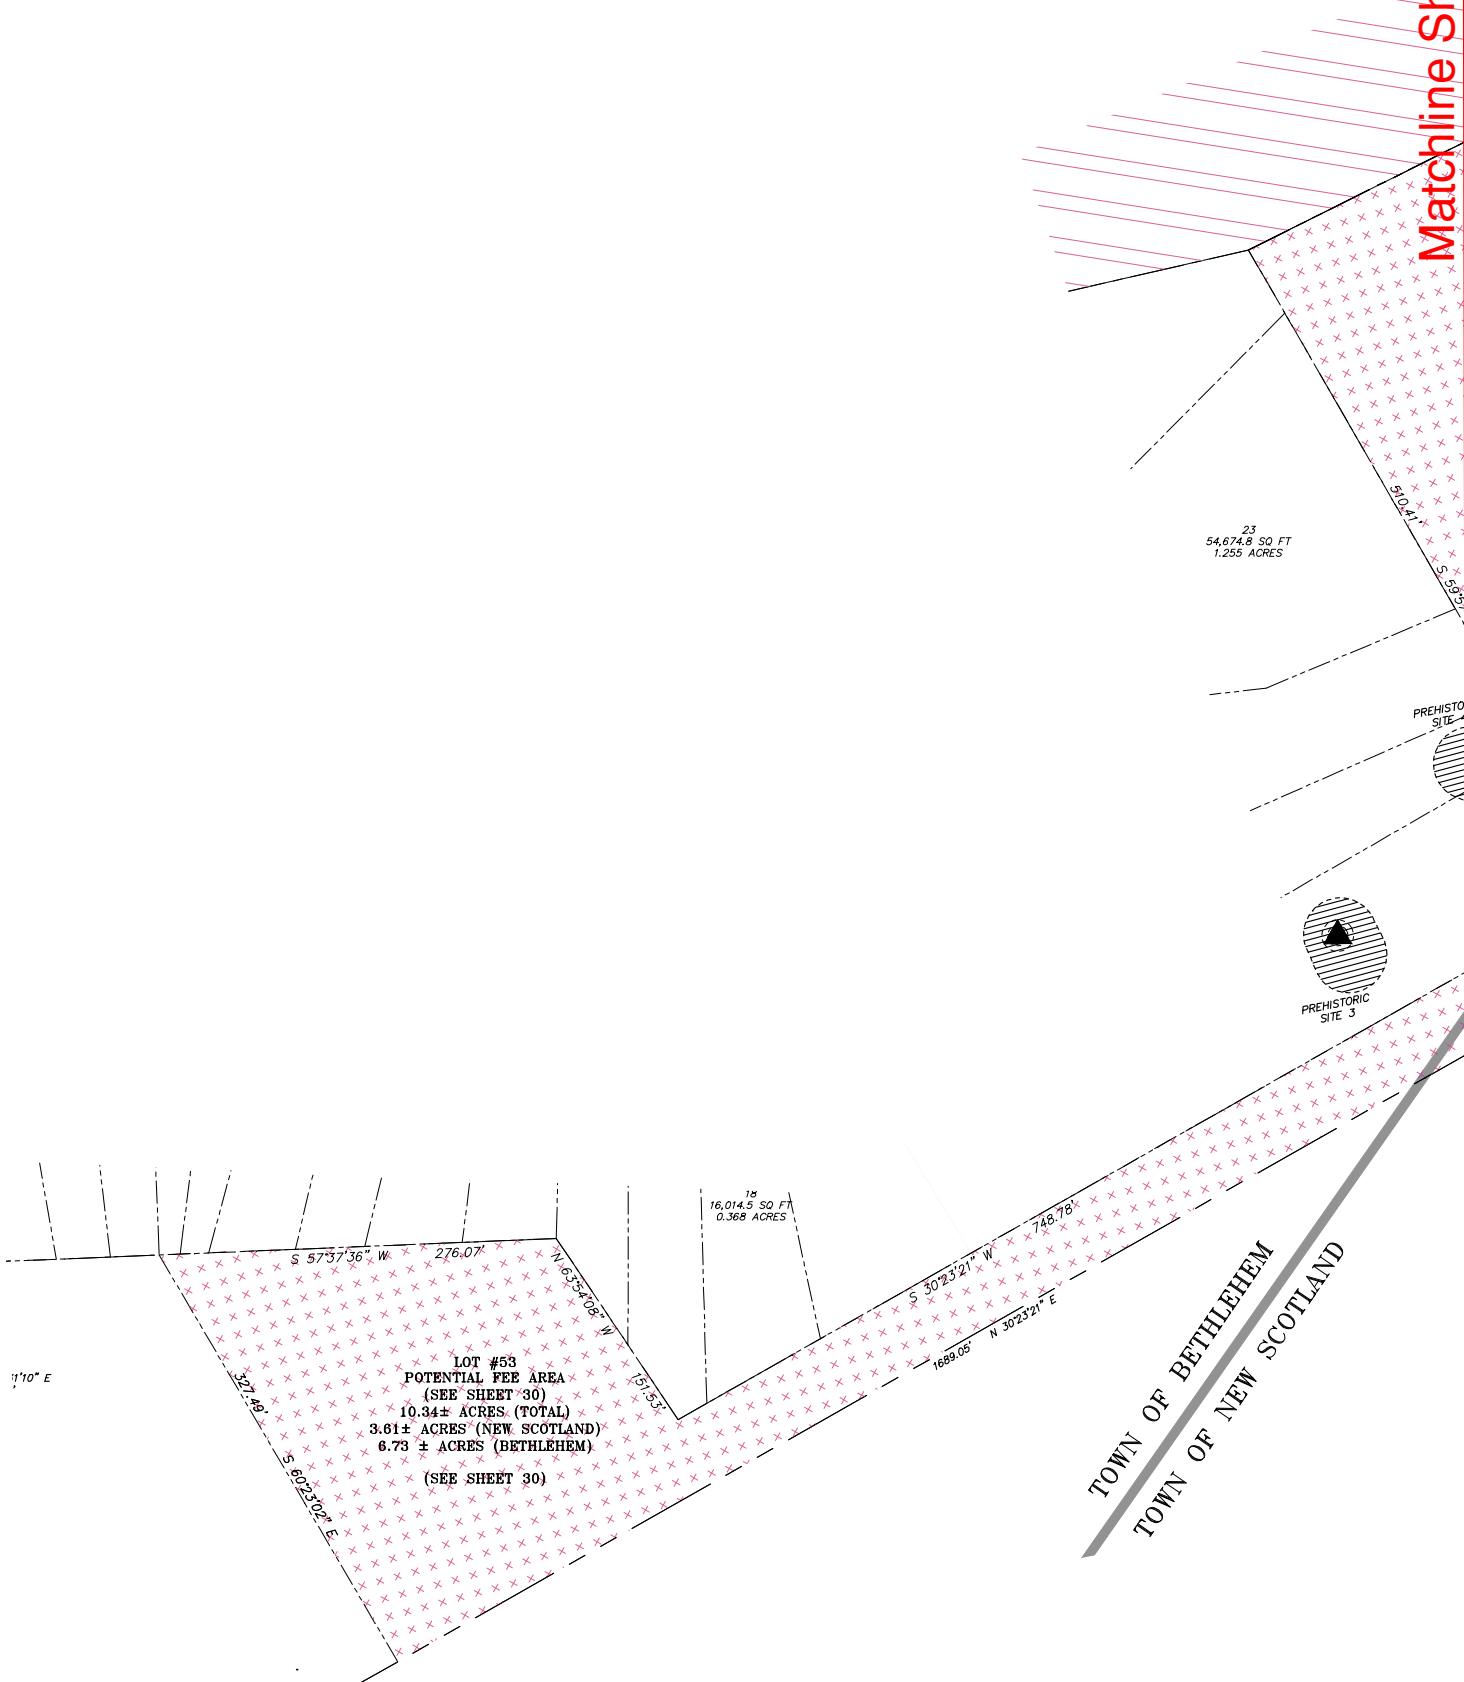 Matchline Sh
510.41'
S 59°57'
23
54,674.8 SQ FT
1.255 ACRES
PREHISTO
SITE
PREHISTORIC
SITE 3
18
16,014.5 SQ FT
0.368 ACRES
S 57°37'36" W
276.07'
N 63°54'08" W
151.53'
748.78'
S 30°23'21" W
N 30°23'21" E
1689.05'
1'10" E
LOT #53
POTENTIAL FEE AREA
(SEE SHEET 30)
10.34± ACRES (TOTAL)
3.61± ACRES (NEW SCOTLAND)
6.73 ± ACRES (BETHLEHEM)
(SEE SHEET 30)
327.49'
S 60°23'02" E
TOWN OF BETHLEHEM
TOWN OF NEW SCOTLAND